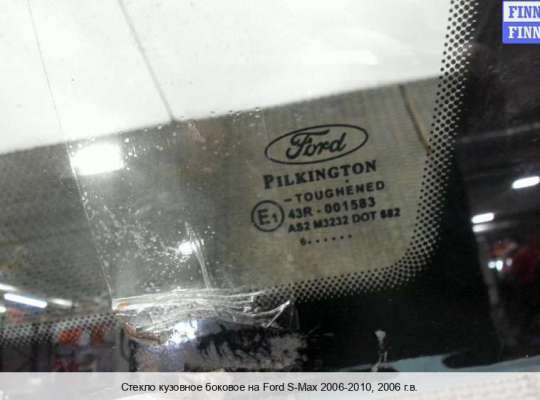 FINN
FINN
Ford
PILKINGTON
-TOUGHENED
E1 43R-001583
AS2 M3232 DOT 682
6......
Стекло кузовное боковое на Ford S-Max 2006-2010, 2006 г.в.